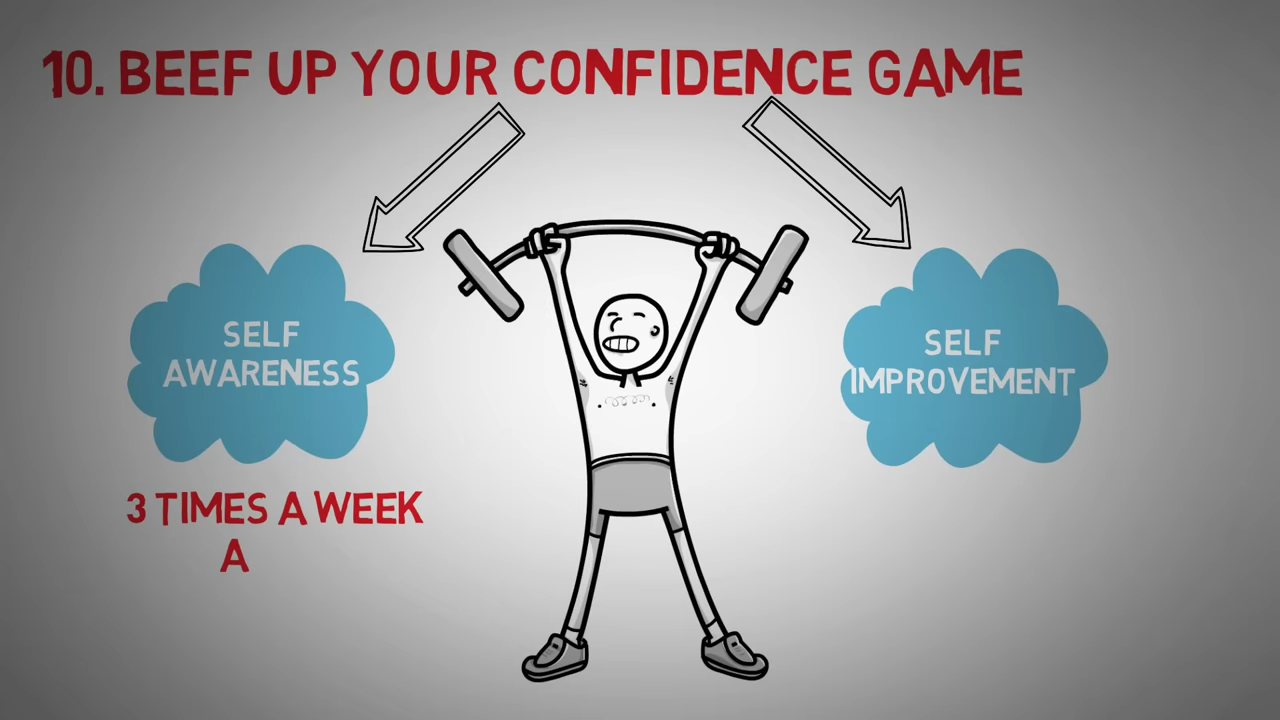 10. BEEF UP YOUR CONFIDENCE GAME
SELF
AWARENESS
SELF
IMPROVEMENT
3 TIMES A WEEK
A